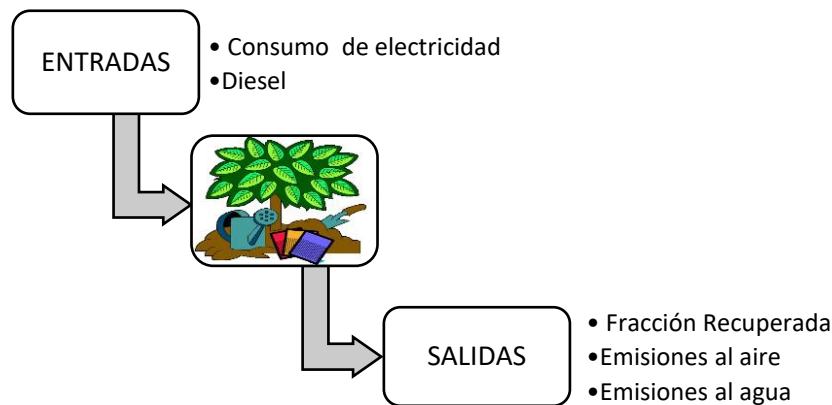 ENTRADAS
• Consumo  de electricidad
•Diesel
SALIDAS
• Fracción Recuperada
•Emisiones al aire
•Emisiones al agua